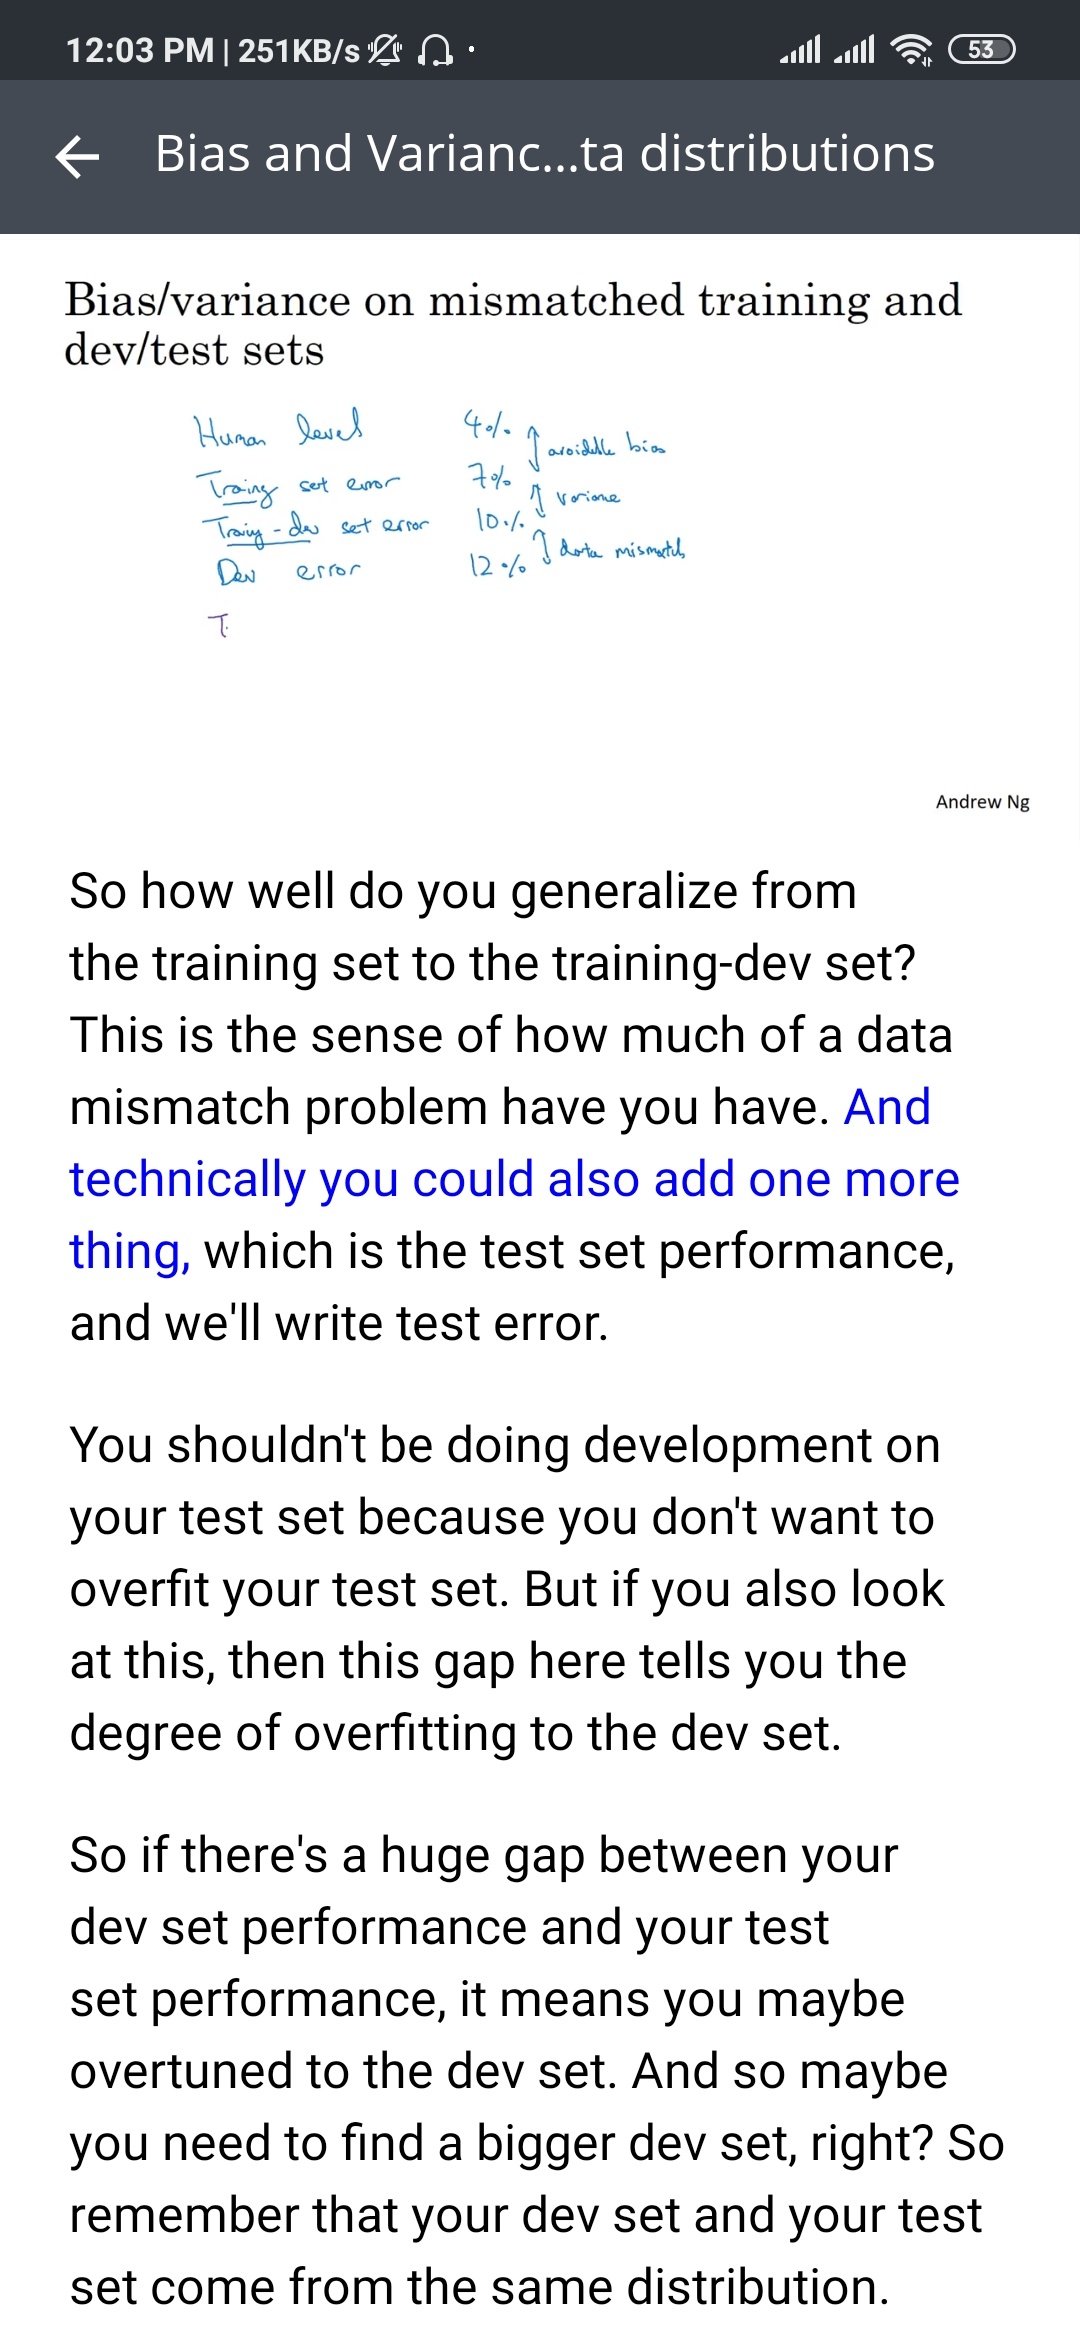 12:03 PM | 251KB/s
53
Bias and Varianc...ta distributions
Bias/variance on mismatched training and
dev/test sets
Human level 4% avoidable bias
Training set error 7%
variance
Training-dev set error 10%
data mismatch
Dev error 12%
T
Andrew Ng
So how well do you generalize from
the training set to the training-dev set?
This is the sense of how much of a data
mismatch problem have you have. And
technically you could also add one more
thing, which is the test set performance,
and we'll write test error.
You shouldn't be doing development on
your test set because you don't want to
overfit your test set. But if you also look
at this, then this gap here tells you the
degree of overfitting to the dev set.
So if there's a huge gap between your
dev set performance and your test
set performance, it means you maybe
overtuned to the dev set. And so maybe
you need to find a bigger dev set, right? So
remember that your dev set and your test
set come from the same distribution.